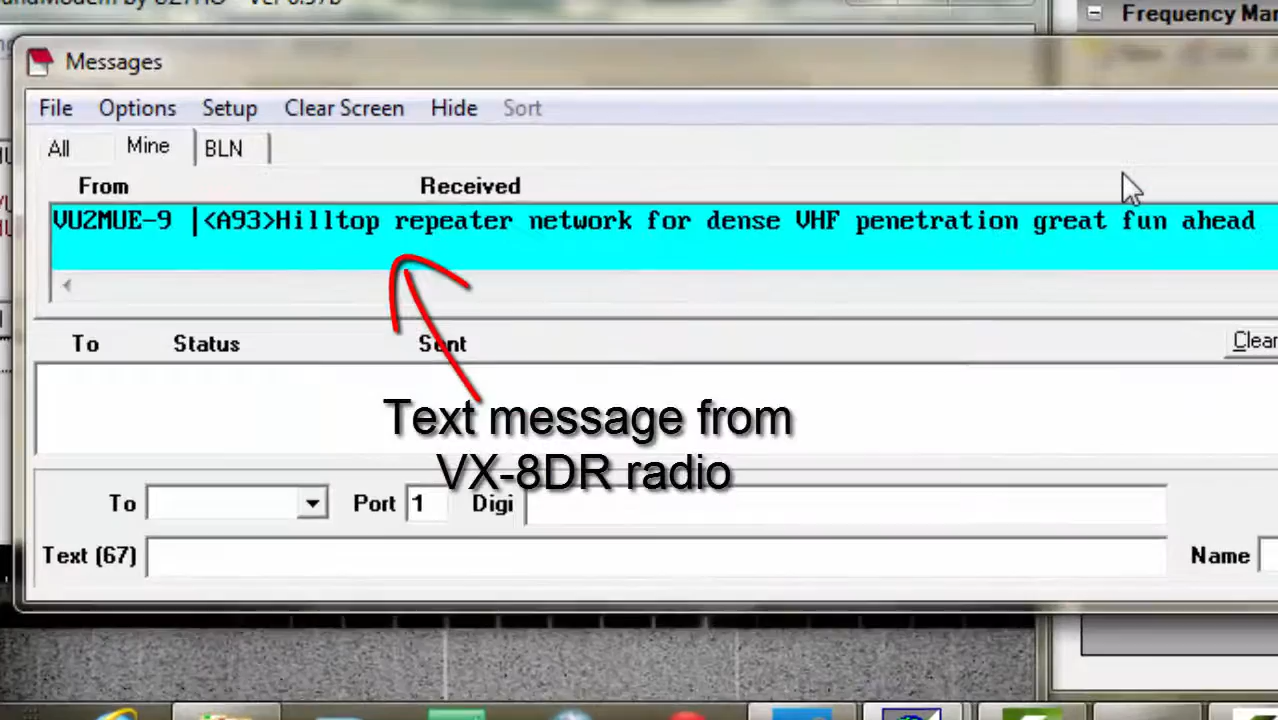 Frequency Mar
Messages
File Options Setup Clear Screen Hide Sort
All Mine BLN
From Received
VU2MUE-9 |<A93>Hilltop repeater network for dense VHF penetration great fun ahead
To Status Sent
Clear
Text message from
VX-8DR radio
To Port 1 Digi
Text (67) Name